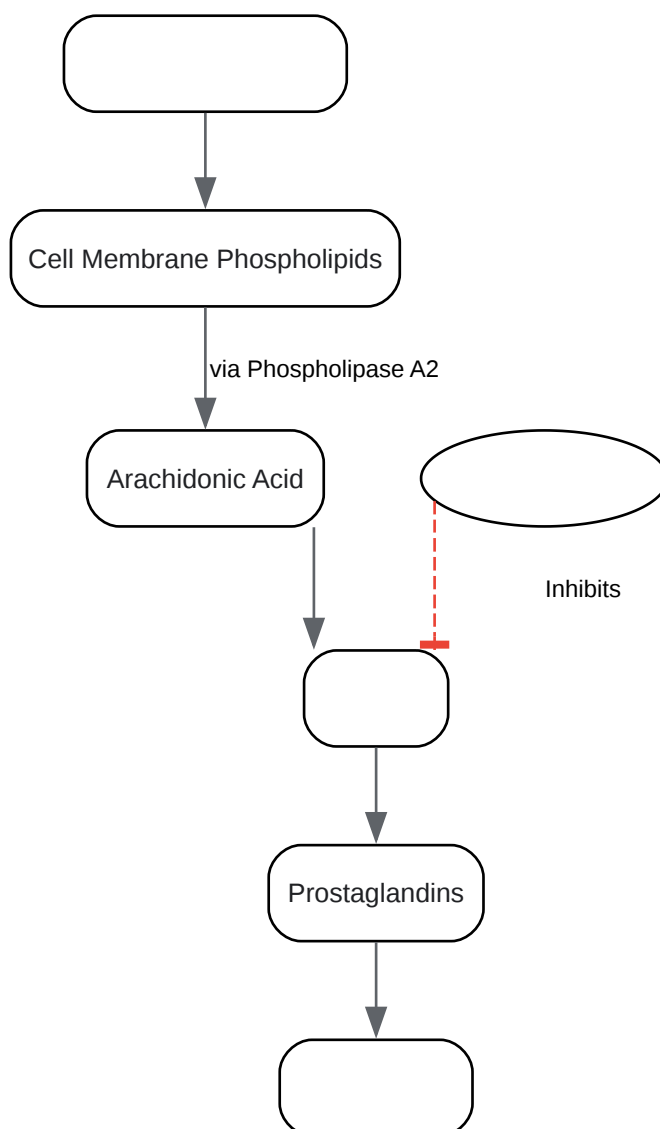 Cell Membrane Phospholipids
via Phospholipase A2
Arachidonic Acid
Inhibits
Prostaglandins